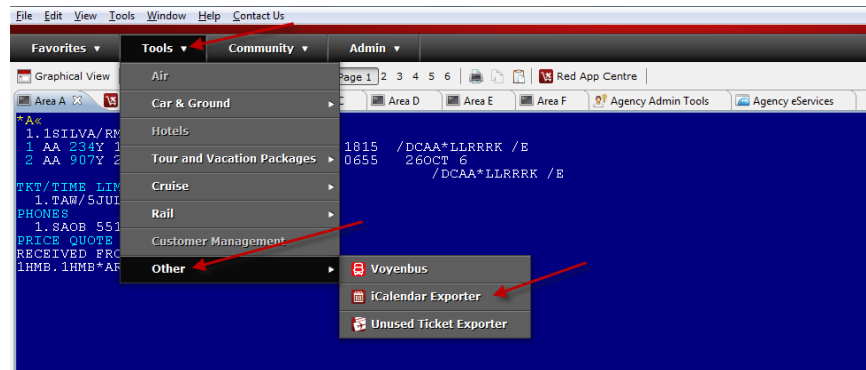 File Edit View Tools Window Help Contact Us
Favorites Tools Community Admin
Graphical View Page 1 2 3 4 5 6 Red App Centre
Area A Area D Area E Area F Agency Admin Tools Agency eServices
Air
Car & Ground
Hotels
Tour and Vacation Packages
Cruise
Rail
Customer Management
Other
Voyenbus
iCalendar Exporter
Unused Ticket Exporter
*A«
1.1SILVA/RM
1 AA 234Y 1 1815 /DCAA*LLRRRK /E
2 AA 907Y 2 0655 26OCT 6
/DCAA*LLRRRK /E
TKT/TIME LIM
1.TAW/5JUL
PHONES
1.SAOB 551
PRICE QUOTE
RECEIVED FRO
1HMB.1HMB*AR